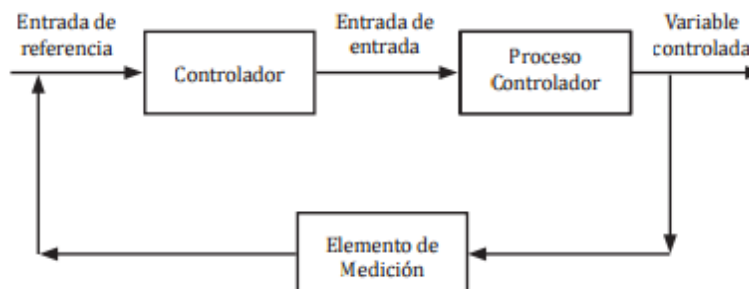 Entrada de
referencia
Controlador
Entrada de
entrada
Proceso
Controlador
Variable
controlada
Elemento de
Medición